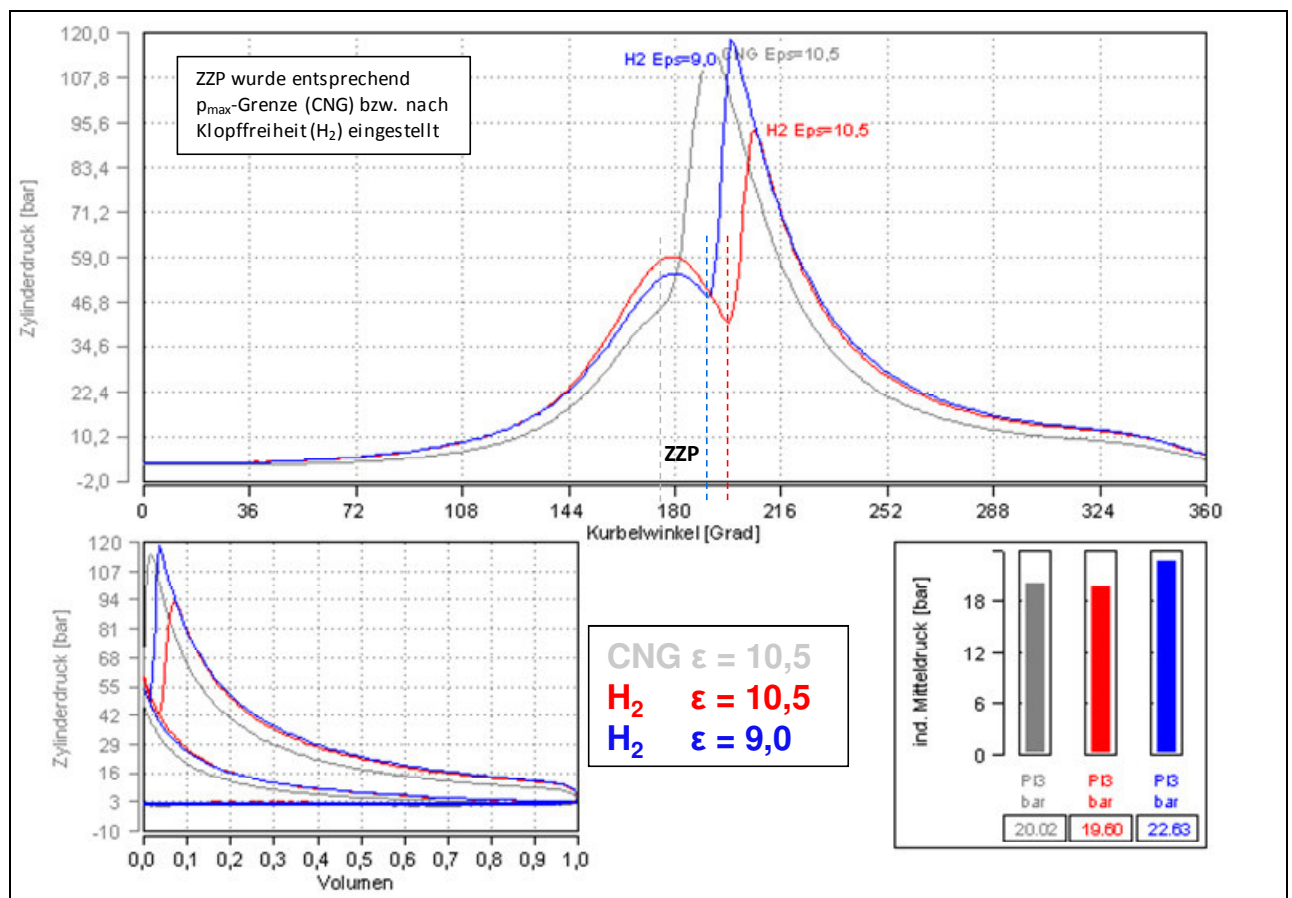 120,0
107,8
95,6
83,4
71,2
59,0
46,8
34,6
22,4
10,2
-2,0
Zylinderdruck [bar]
ZZP wurde entsprechend
pmax-Grenze (CNG) bzw. nach
Klopffreiheit (H2) eingestellt
H2 Eps=9,0
CNG Eps=10,5
H2 Eps=10,5
ZZP
0 36 72 108 144 180 216 252 288 324 360
Kurbelwinkel [Grad]
120
107
94
81
68
55
42
29
16
3
-10
Zylinderdruck [bar]
0,0 0,1 0,2 0,3 0,4 0,5 0,6 0,7 0,8 0,9 1,0
Volumen
CNG ε = 10,5
H2 ε = 10,5
H2 ε = 9,0
ind. Mitteldruck [bar]
18
12
6
0
PI3 PI3 PI3
bar bar bar
20.02 19.60 22.63